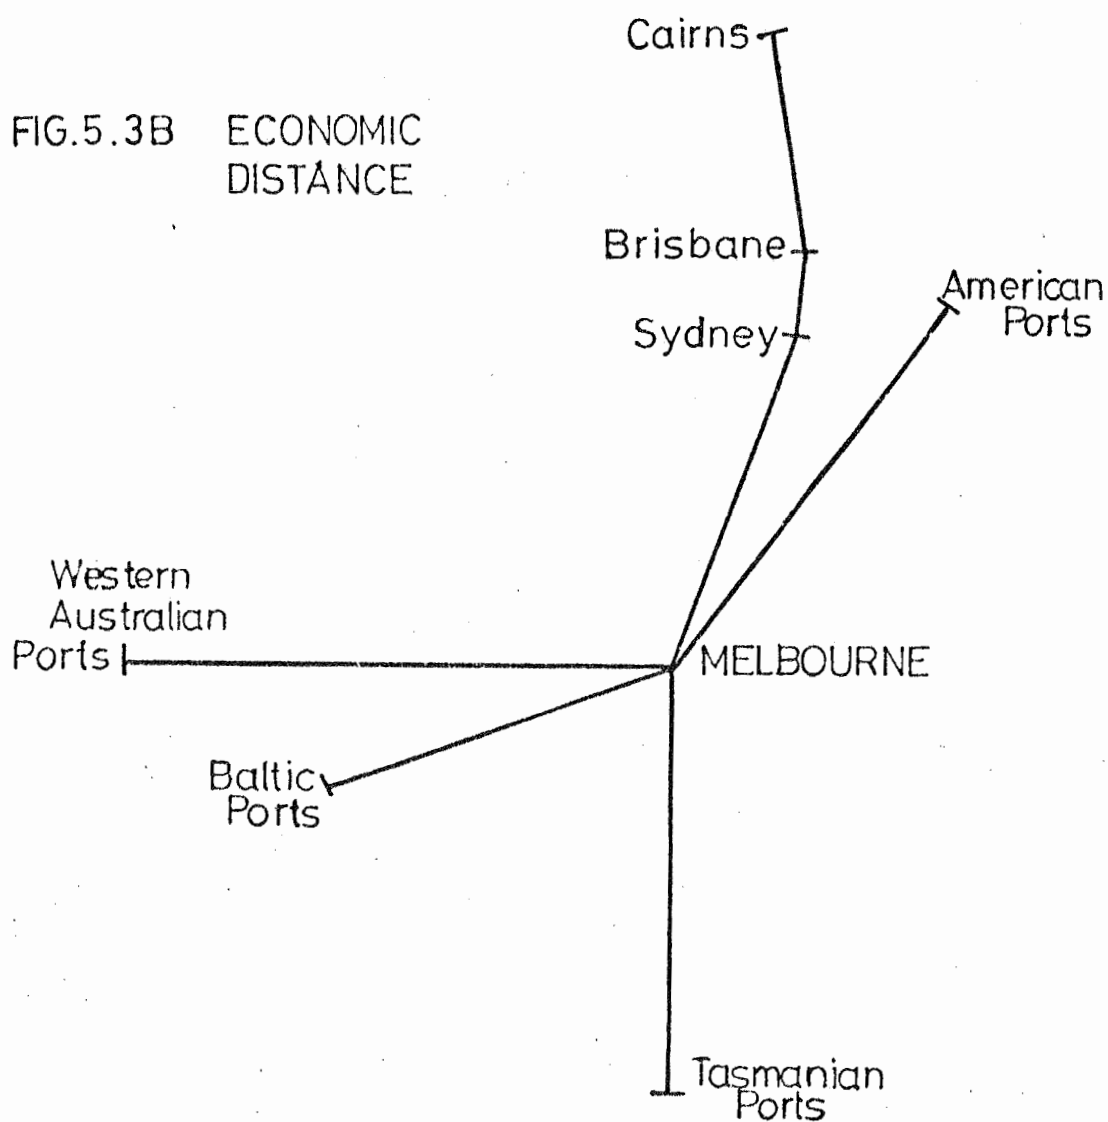 Cairns
FIG.5.3B ECONOMIC
DISTANCE
Brisbane
American
Ports
Sydney
Western
Australian
Ports
MELBOURNE
Baltic
Ports
Tasmanian
Ports